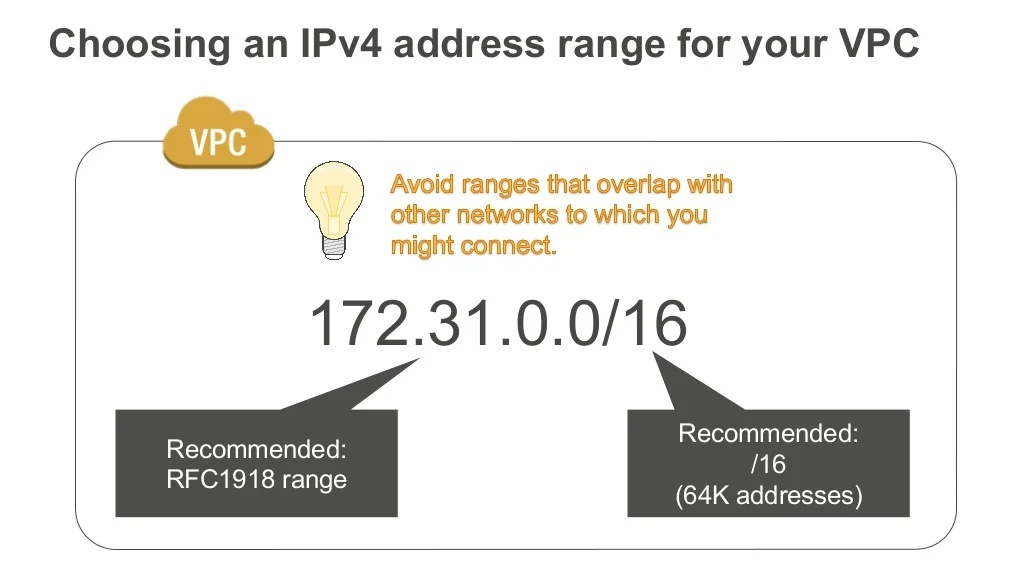 Choosing an IPv4 address range for your VPC
VPC
Avoid ranges that overlap with
other networks to which you
might connect.
172.31.0.0/16
Recommended:
RFC1918 range
Recommended:
/16
(64K addresses)